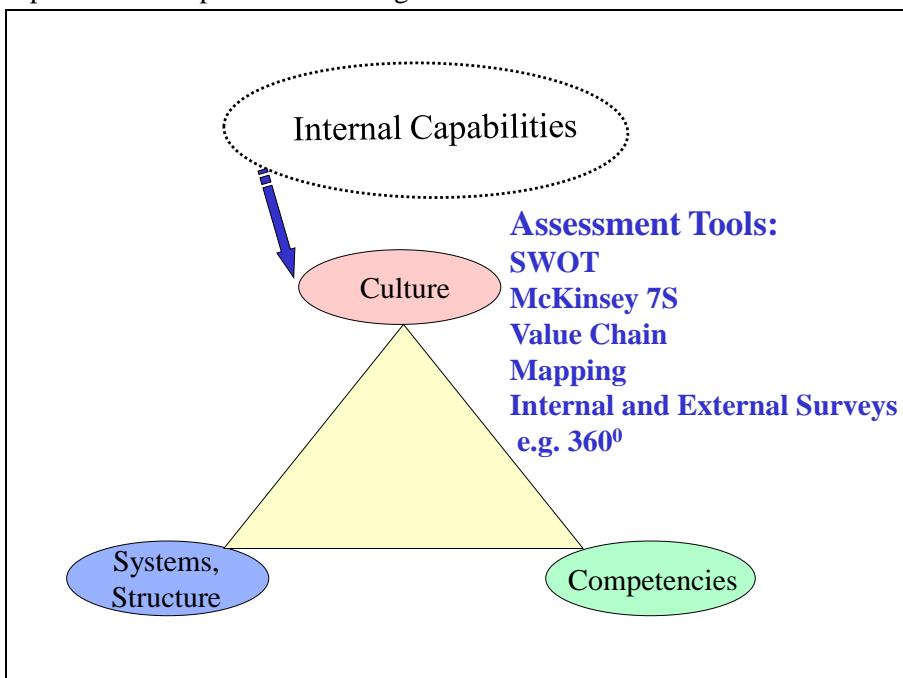 Internal Capabilities
Assessment Tools:
SWOT
McKinsey 7S
Value Chain
Mapping
Internal and External Surveys
e.g. 360⁰
Culture
Systems,
Structure
Competencies